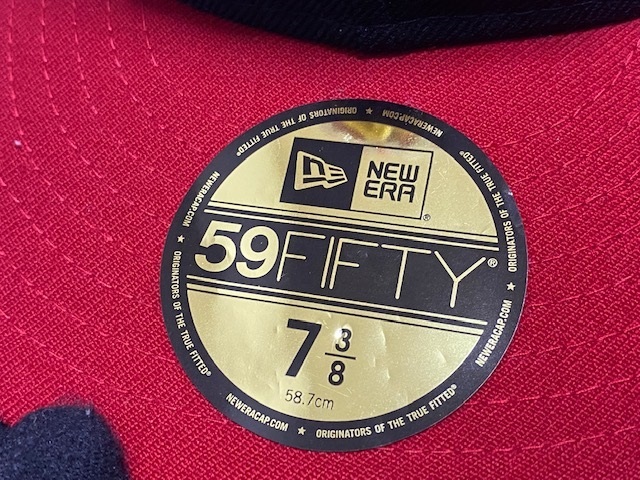 NEW ERA®
59FIFTY®
7 3/8
58.7cm
NEWERACAP.COM ★ ORIGINATORS OF THE TRUE FITTED® ★ NEWERACAP.COM ★ ORIGINATORS OF THE TRUE FITTED® ★ NEWERACAP.COM ★ ORIGINATORS OF THE TRUE FITTED® ★ NEWERACAP.COM ★ ORIGINATORS OF THE TRUE FITTED® ★